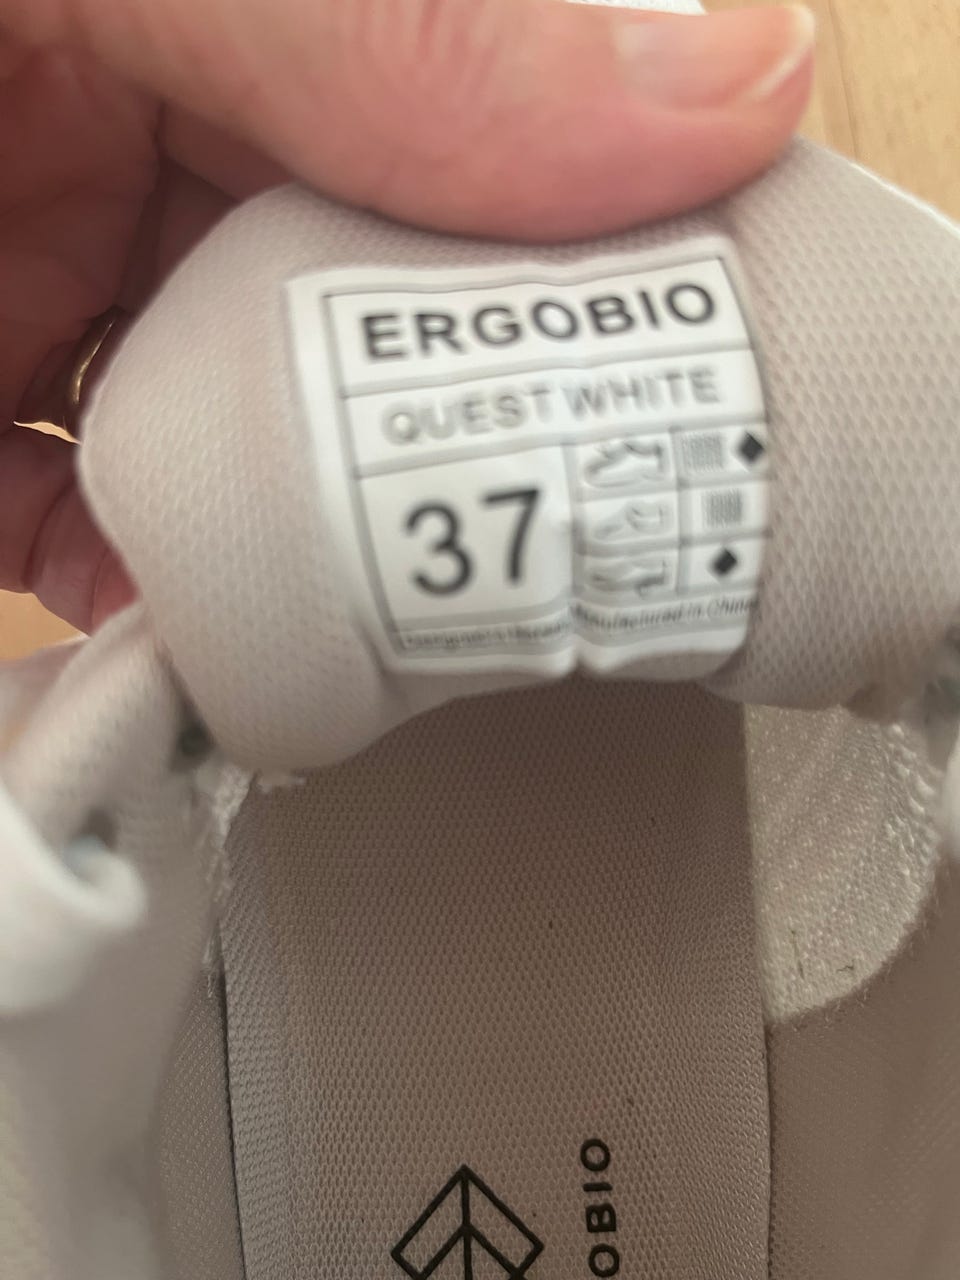 ERGOBIO
QUEST WHITE
37
Manufactured in China
OBIO